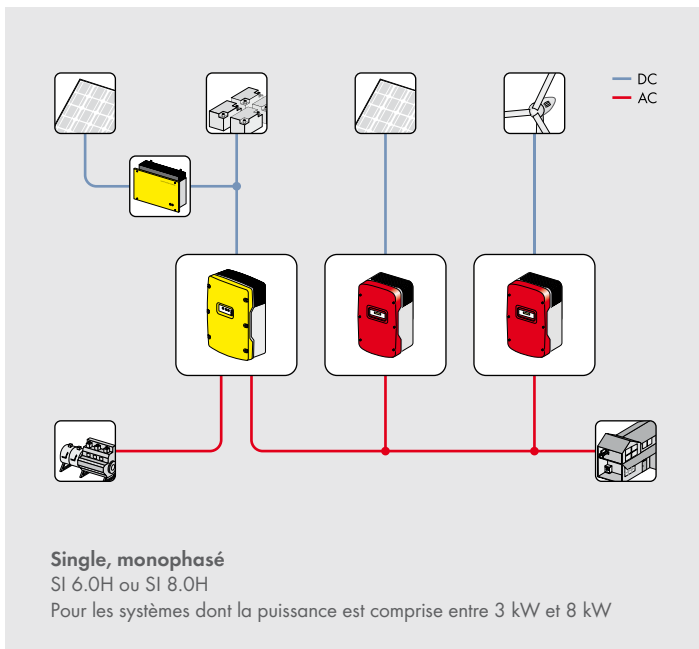 DC
AC
Single, monophasé
SI 6.0H ou SI 8.0H
Pour les systèmes dont la puissance est comprise entre 3 kW et 8 kW